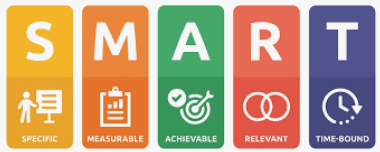 S M A R T
SPECIFIC MEASURABLE ACHIEVABLE RELEVANT TIME-BOUND